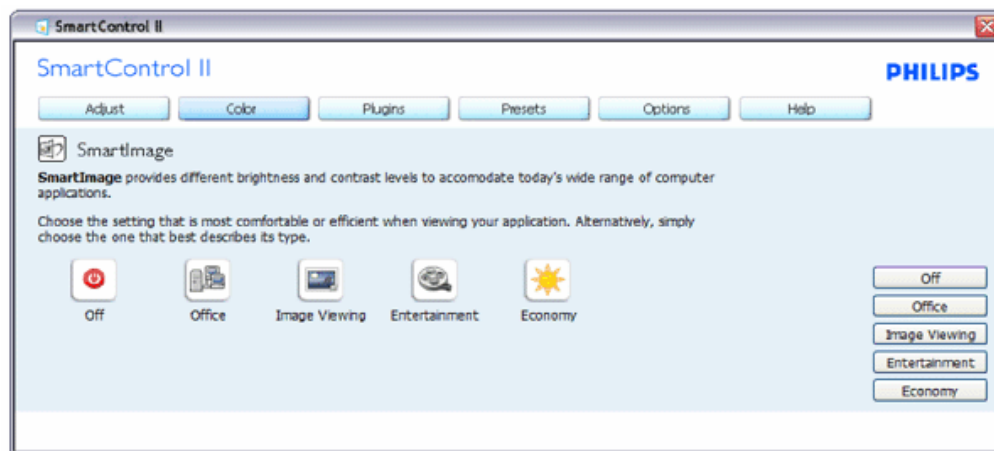 SmartControl II
SmartControl II
PHILIPS
Adjust Color Plugins Presets Options Help
SmartImage
SmartImage provides different brightness and contrast levels to accomodate today's wide range of computer
applications.
Choose the setting that is most comfortable or efficient when viewing your application. Alternatively, simply
choose the one that best describes its type.
Off Office Image Viewing Entertainment Economy
Off
Office
Image Viewing
Entertainment
Economy